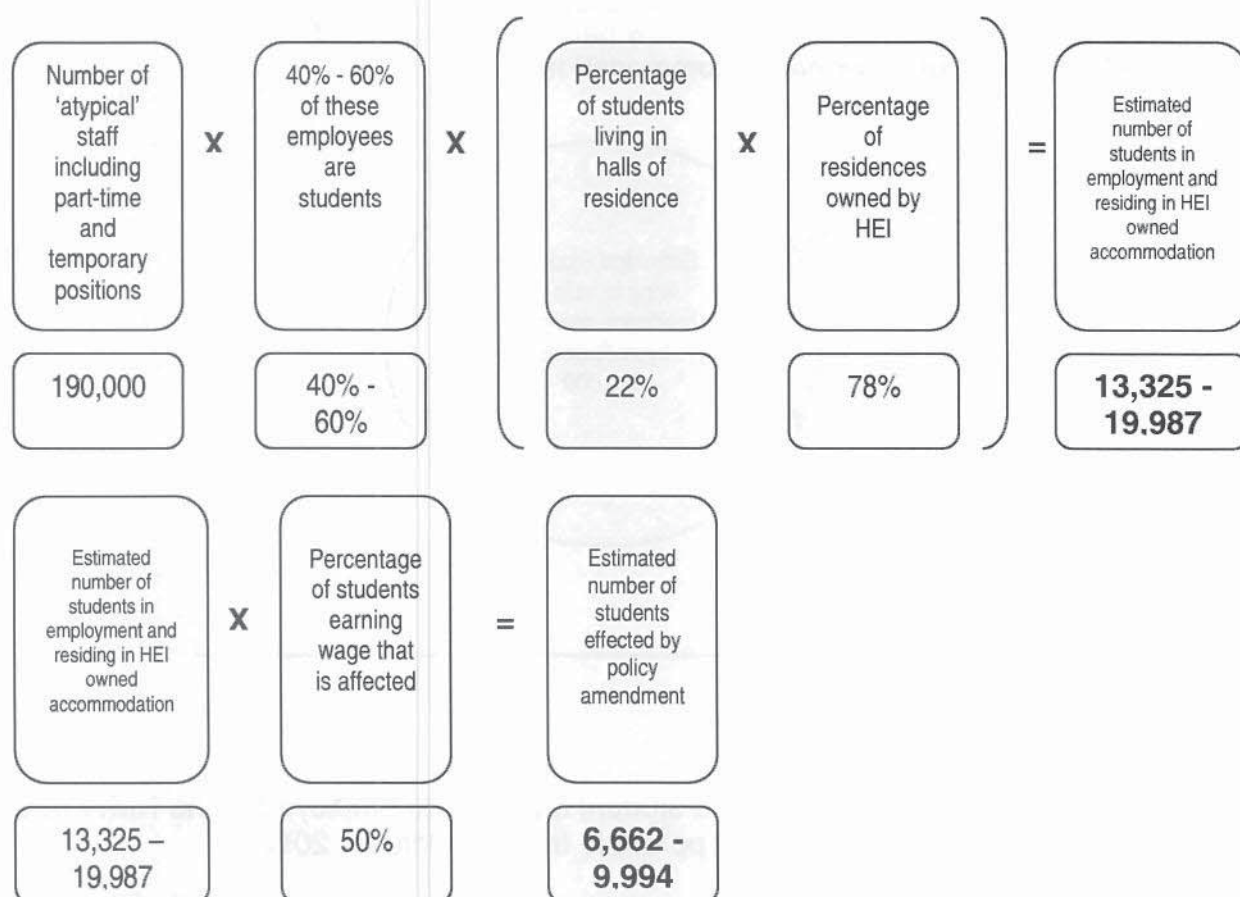 Number of
'atypical'
staff
including
part-time
and
temporary
positions
X
40% - 60%
of these
employees
are
students
X
Percentage
of students
living in
halls of
residence
X
Percentage
of
residences
owned by
HEI
=
Estimated
number of
students in
employment and
residing in HEI
owned
accommodation
190,000
40% -
60%
22%
78%
13,325 -
19,987
Estimated
number of
students in
employment and
residing in HEI
owned
accommodation
X
Percentage
of students
earning
wage that
is affected
=
Estimated
number of
students
effected by
policy
amendment
13,325 –
19,987
50%
6,662 -
9,994